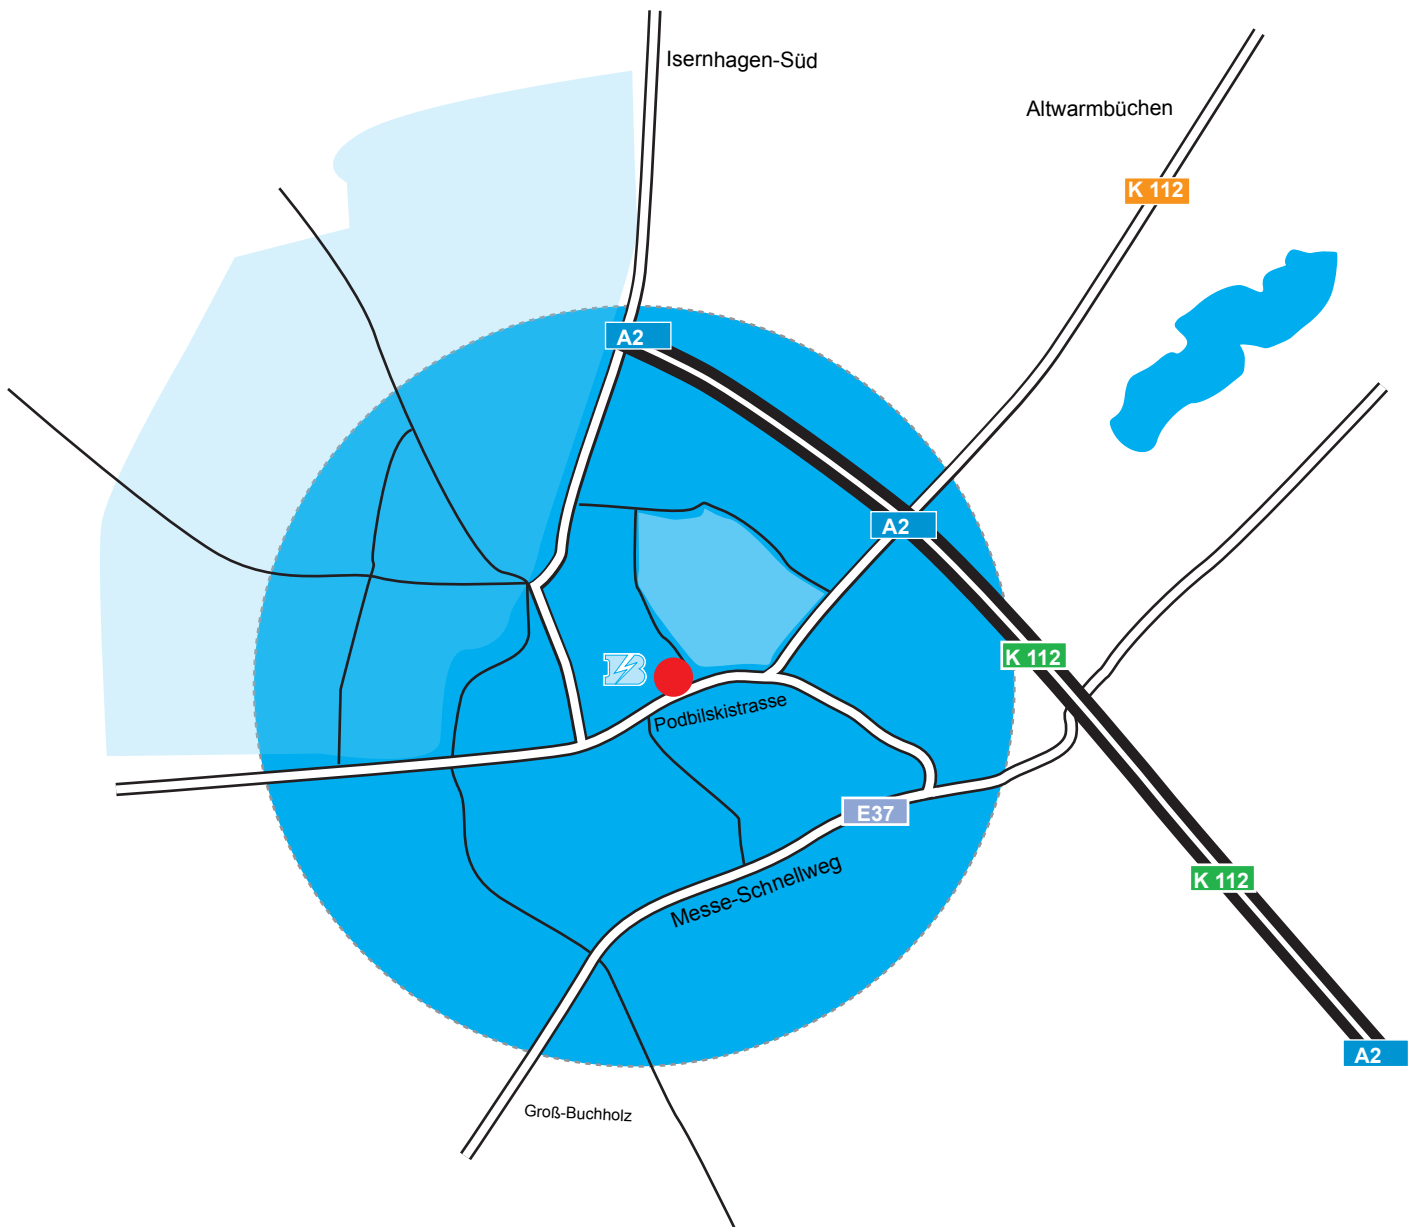 Isernhagen-Süd
Altwarmbüchen
K 112
A2
A2
K 112
B
Podbilskistrasse
E37
Messe-Schnellweg
K 112
A2
Groß-Buchholz